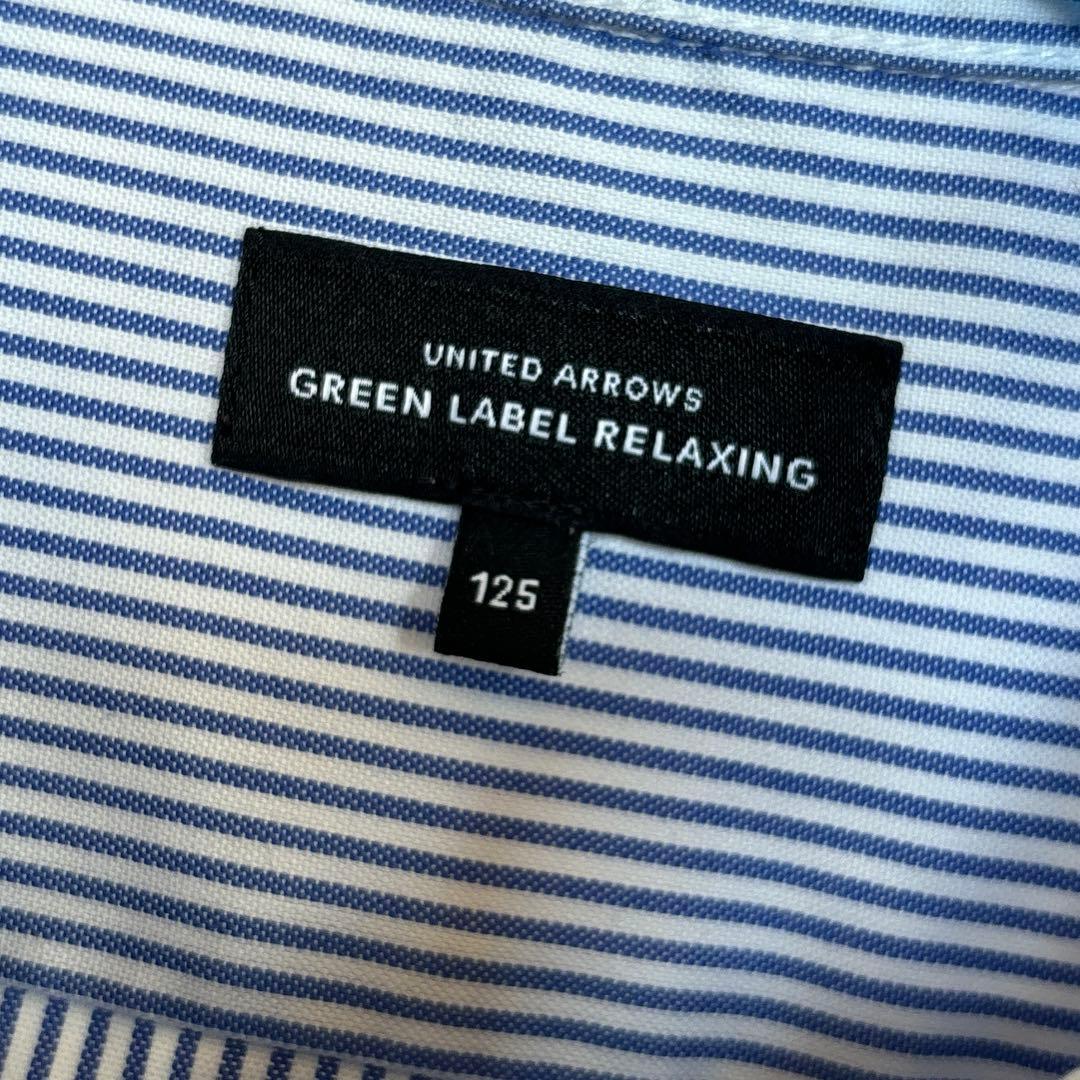 UNITED ARROWS
GREEN LABEL RELAXING
125